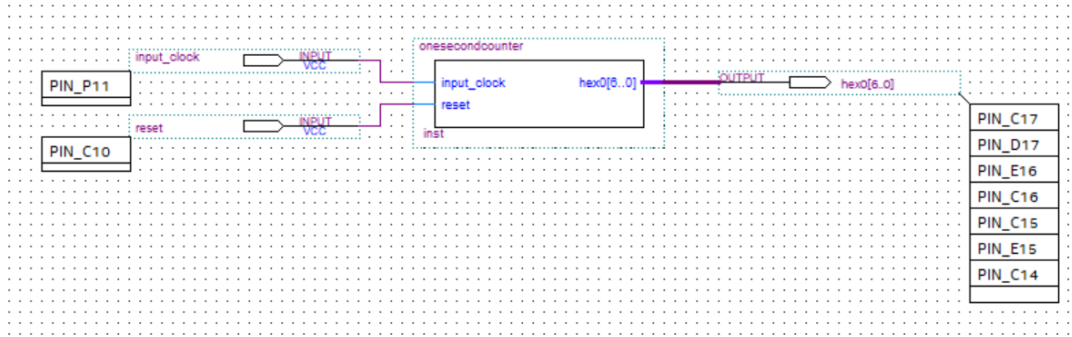 onesecondcounter
input_clock
INPUT
VCC
PIN_P11
input_clock
hex0[6..0]
OUTPUT
hex0[6..0]
reset
PIN_C17
reset
INPUT
VCC
inst
PIN_D17
PIN_C10
PIN_E16
PIN_C16
PIN_C15
PIN_E15
PIN_C14